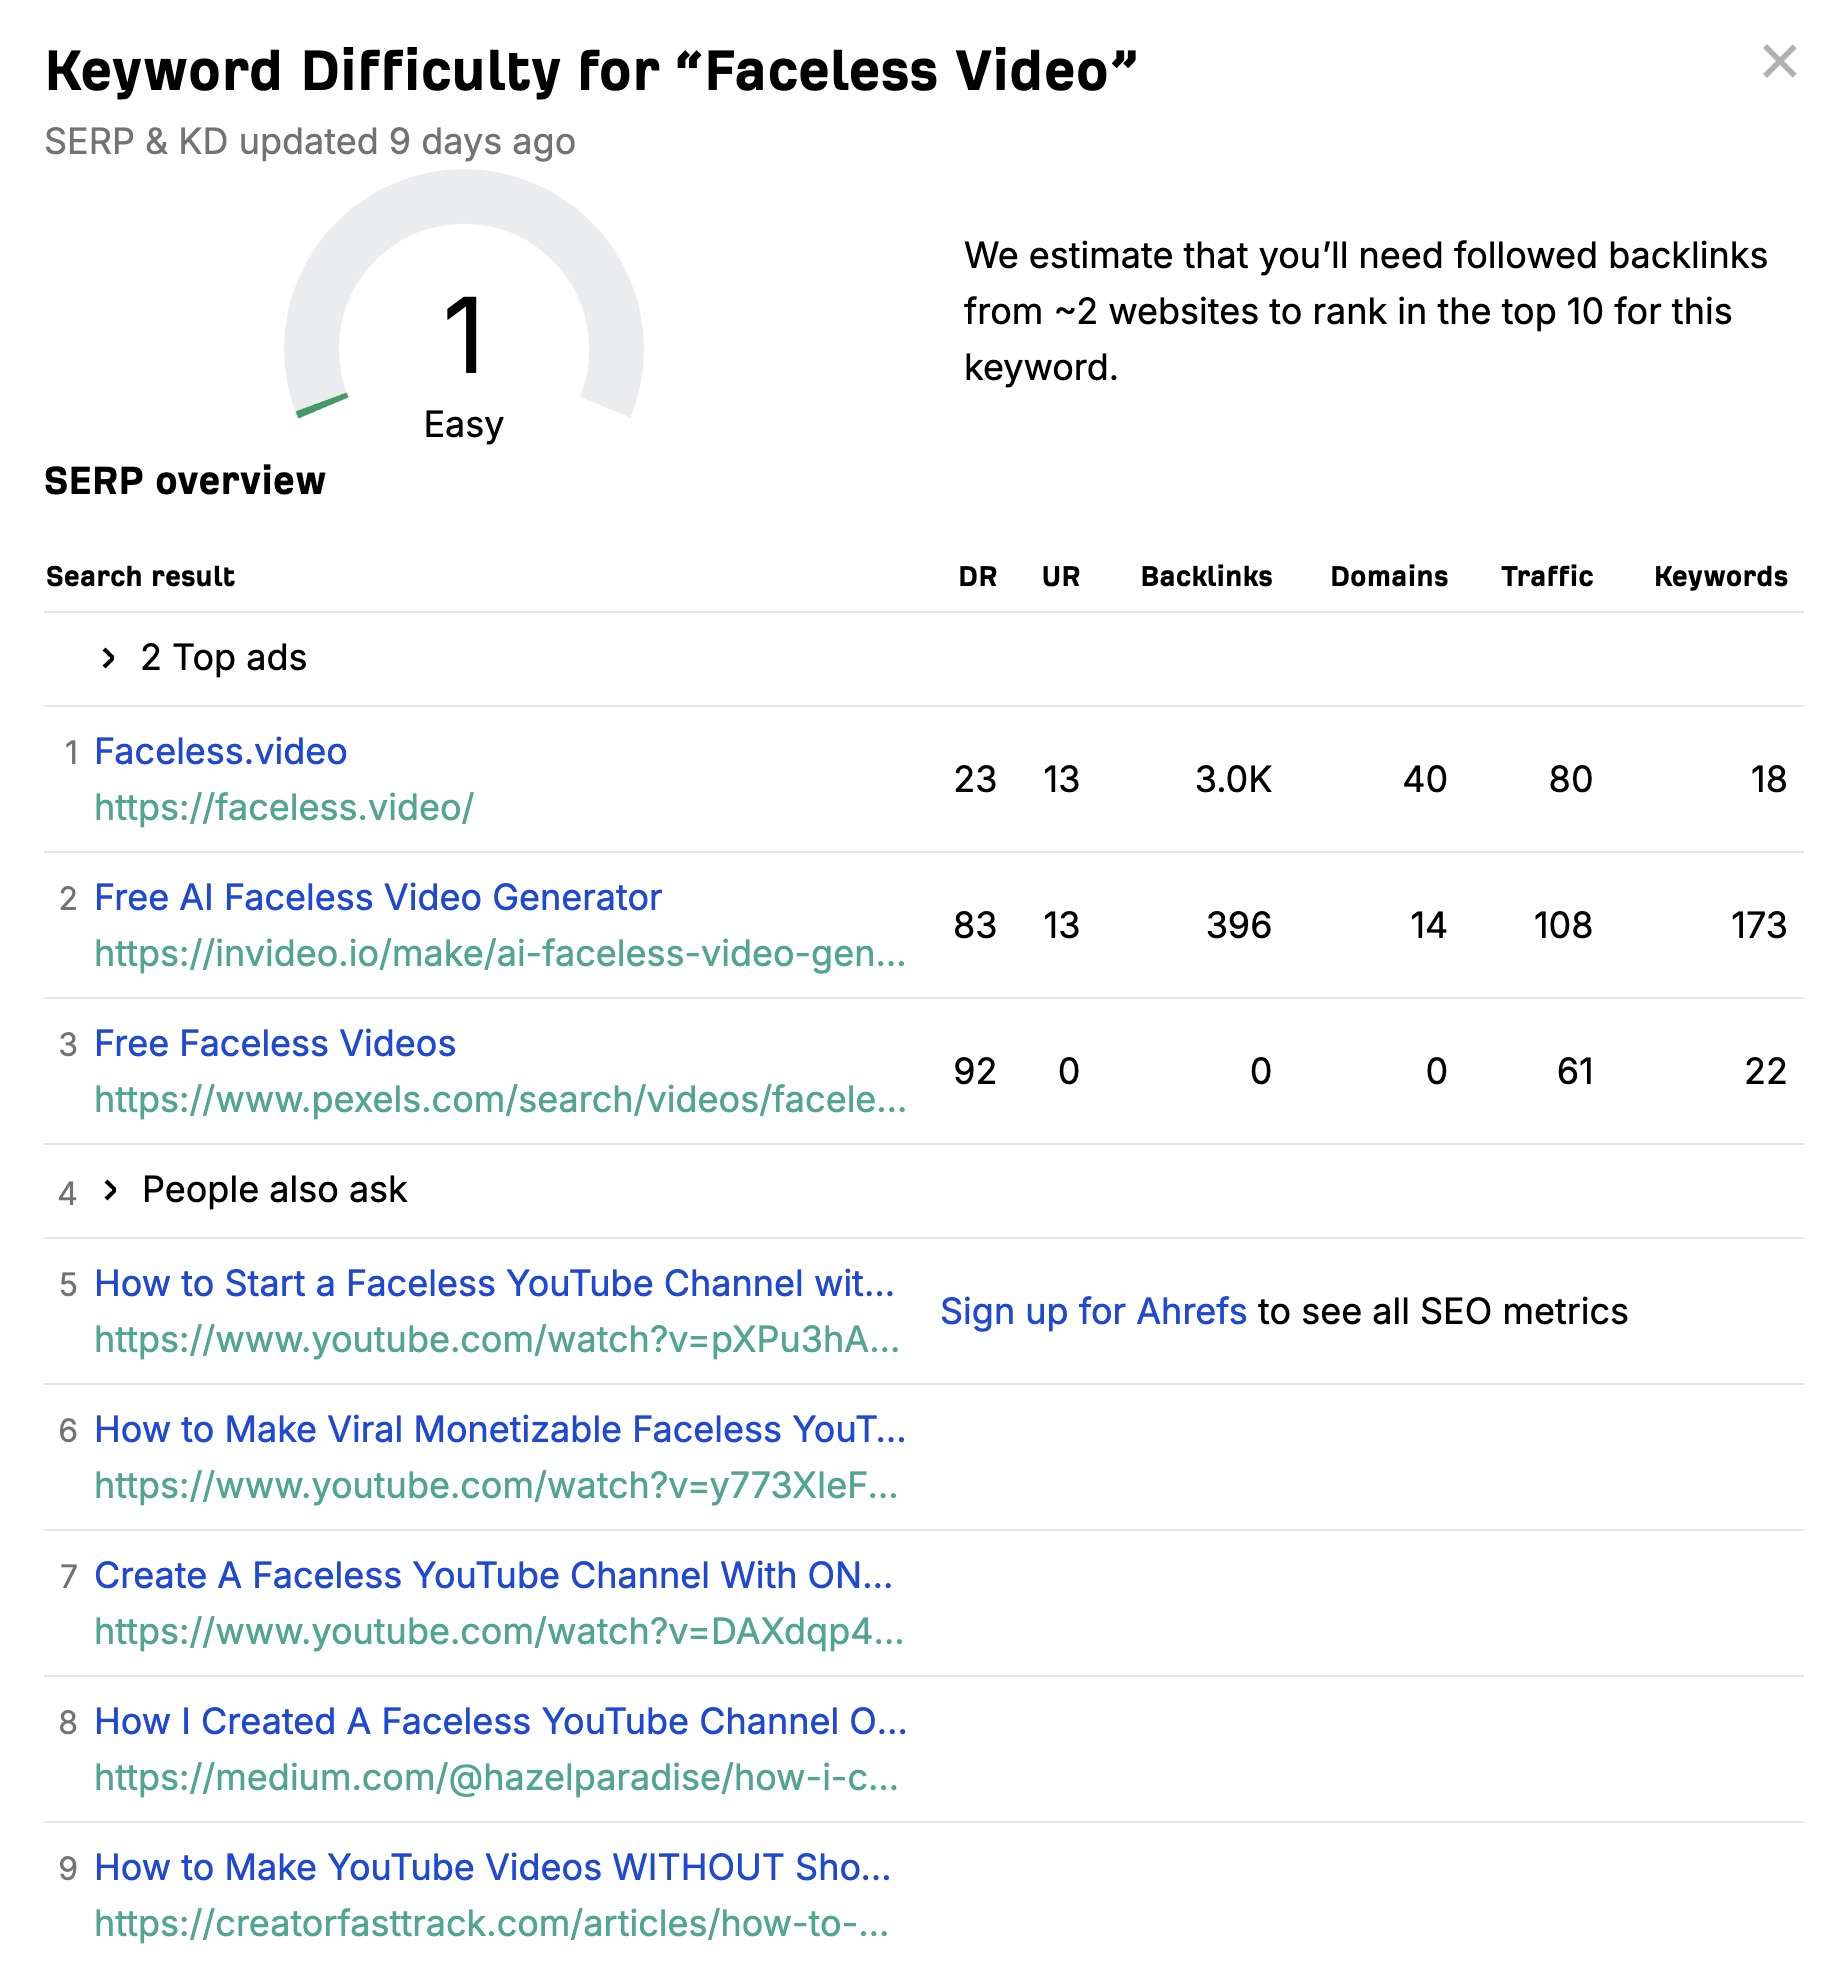 Keyword Difficulty for “Faceless Video”
SERP & KD updated 9 days ago
1
Easy
We estimate that you’ll need followed backlinks
from ~2 websites to rank in the top 10 for this
keyword.
SERP overview
Search result DR UR Backlinks Domains Traffic Keywords
2 Top ads
1 Faceless.video
https://faceless.video/
23 13 3.0K 40 80 18
2 Free AI Faceless Video Generator
https://invideo.io/make/ai-faceless-video-gen...
83 13 396 14 108 173
3 Free Faceless Videos
https://www.pexels.com/search/videos/facele...
92 0 0 0 61 22
4 People also ask
5 How to Start a Faceless YouTube Channel wit...
https://www.youtube.com/watch?v=pXPu3hA...
Sign up for Ahrefs to see all SEO metrics
6 How to Make Viral Monetizable Faceless YouT...
https://www.youtube.com/watch?v=y773XIeF...
7 Create A Faceless YouTube Channel With ON...
https://www.youtube.com/watch?v=DAXdqp4...
8 How I Created A Faceless YouTube Channel O...
https://medium.com/@hazelparadise/how-i-c...
9 How to Make YouTube Videos WITHOUT Sho...
https://creatorfasttrack.com/articles/how-to-...